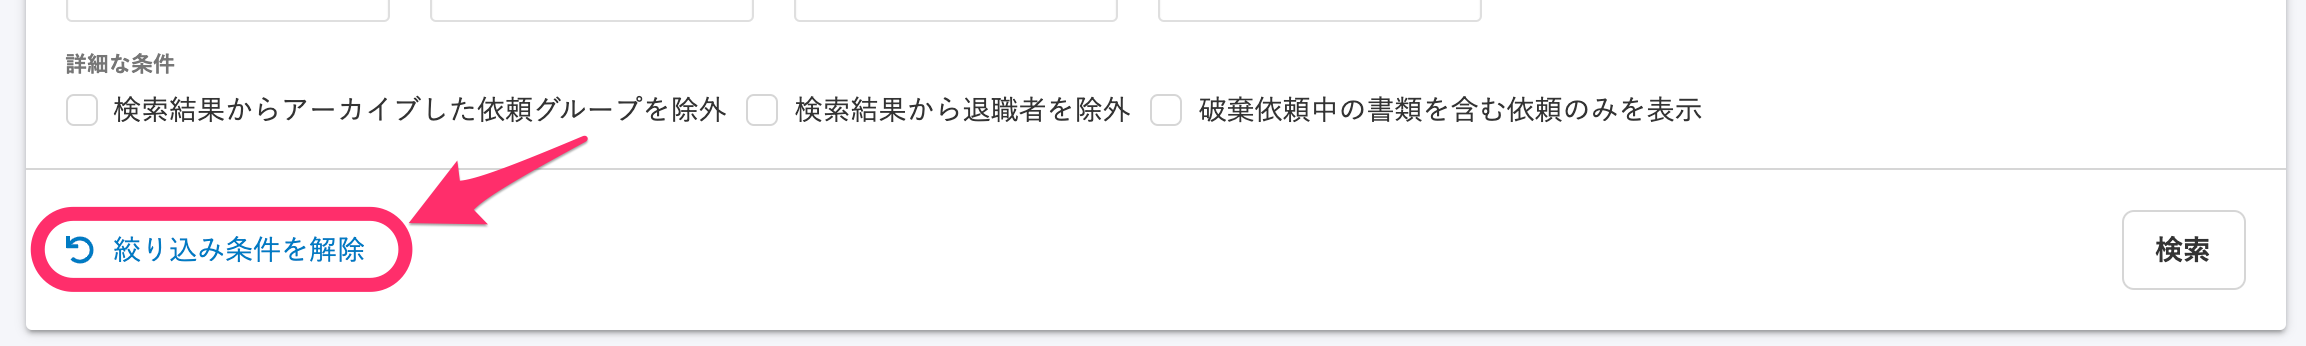 詳細な条件
検索結果からアーカイブした依頼グループを除外 検索結果から退職者を除外 破棄依頼中の書類を含む依頼のみを表示
絞り込み条件を解除 検索